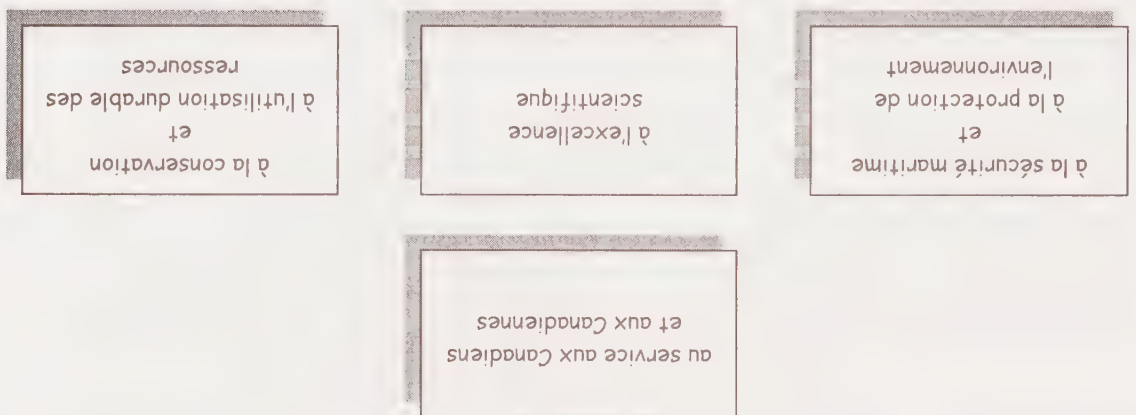 au service aux Canadiens
et aux Canadiennes
à la sécurité maritime
et
à la protection de
l'environnement
à l'excellence
scientifique
à la conservation
et
à l'utilisation durable des
ressources